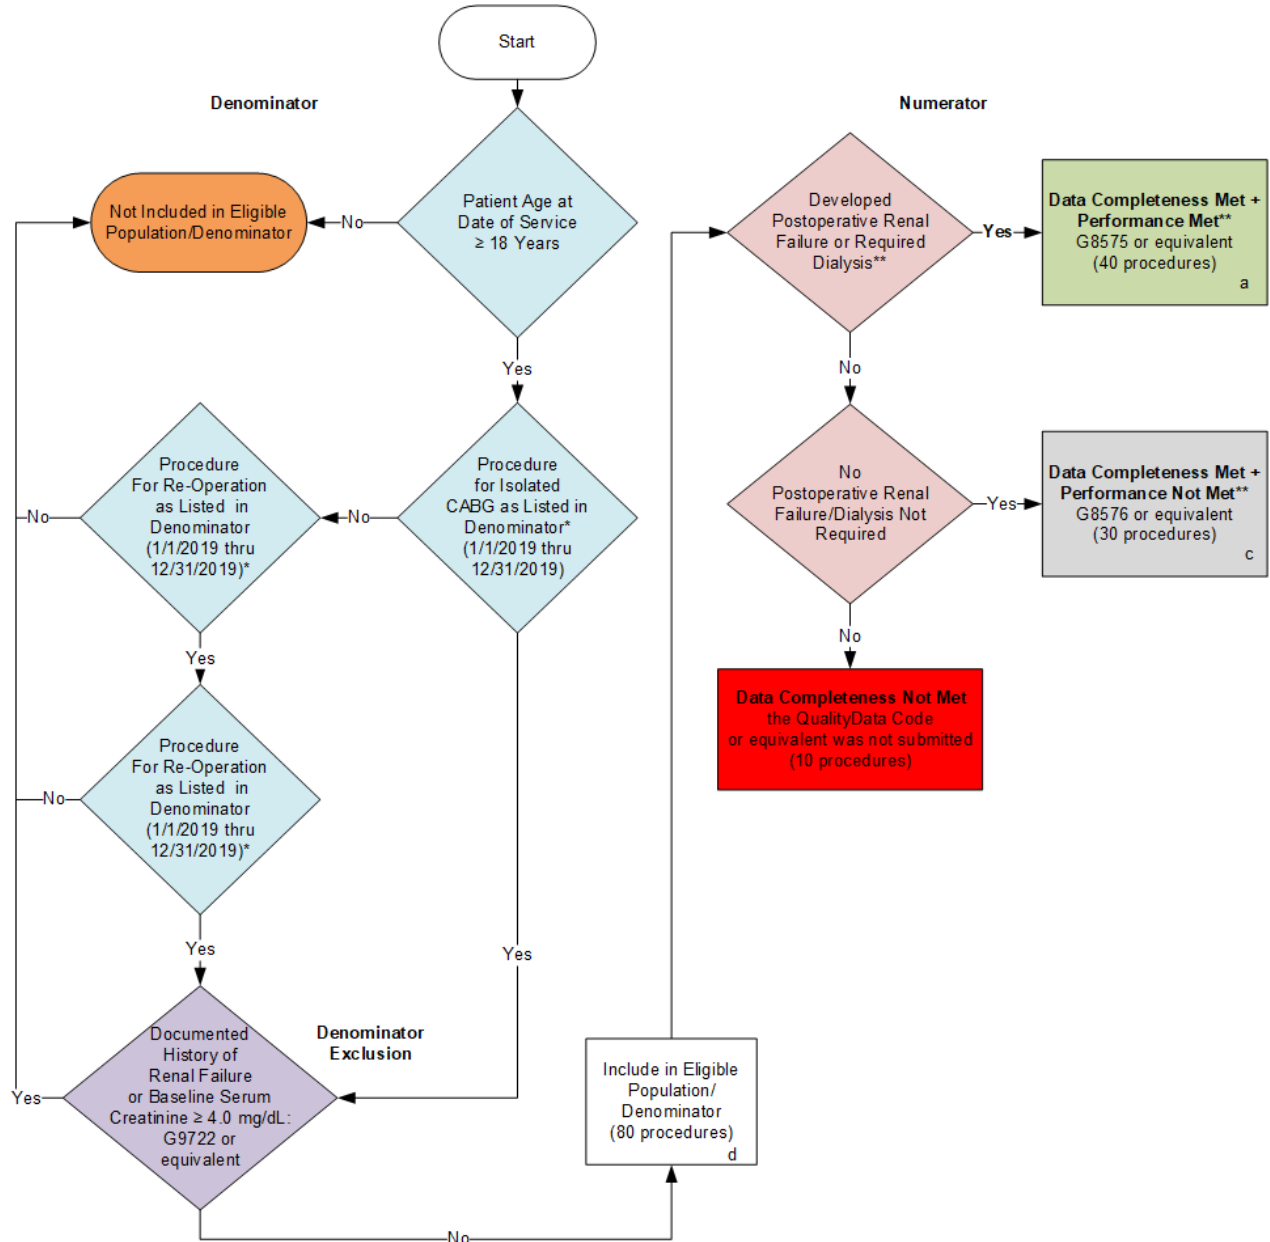 Start
Denominator
Numerator
Patient Age at
Date of Service
≥ 18 Years
No
Not Included in Eligible
Population/Denominator
Yes
Procedure
for Isolated
CABG as Listed in
Denominator*
(1/1/2019 thru
12/31/2019)
No
Procedure
For Re-Operation
as Listed in
Denominator
(1/1/2019 thru
12/31/2019)*
No
Yes
Procedure
For Re-Operation
as Listed in
Denominator
(1/1/2019 thru
12/31/2019)*
No
Yes
Yes
Denominator
Exclusion
Documented
History of
Renal Failure
or Baseline Serum
Creatinine ≥ 4.0 mg/dL:
G9722 or
equivalent
Yes
No
Include in Eligible
Population/
Denominator
(80 procedures)
d
Developed
Postoperative Renal
Failure or Required
Dialysis**
Yes
Data Completeness Met +
Performance Met**
G8575 or equivalent
(40 procedures)
a
No
No
Postoperative Renal
Failure/Dialysis Not
Required
Yes
Data Completeness Met +
Performance Not Met**
G8576 or equivalent
(30 procedures)
c
No
Data Completeness Not Met
the QualityData Code
or equivalent was not submitted
(10 procedures)